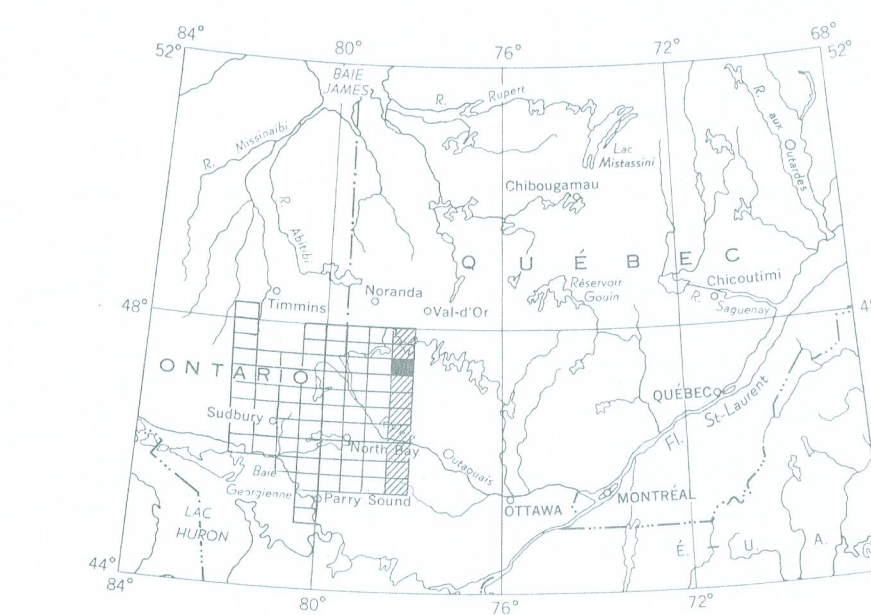 84°
80°
76°
72°
68°
52°
52°
BAIE
JAMES
R. Rupert
R. Missinaibi
R. aux Outardes
Lac
Mistassini
Chibougamau
R. Abitibi
QUÉBEC
Réservoir
Gouin
Chicoutimi
R. Saguenay
Timmins
Noranda
Val-d'Or
48°
ONTARIO
QUÉBEC
Fl. St-Laurent
Sudbury
North Bay
Outaouais
Baie
Georgienne
Parry Sound
OTTAWA
MONTRÉAL
LAC
HURON
É. U. A.
44°
84°
80°
76°
72°